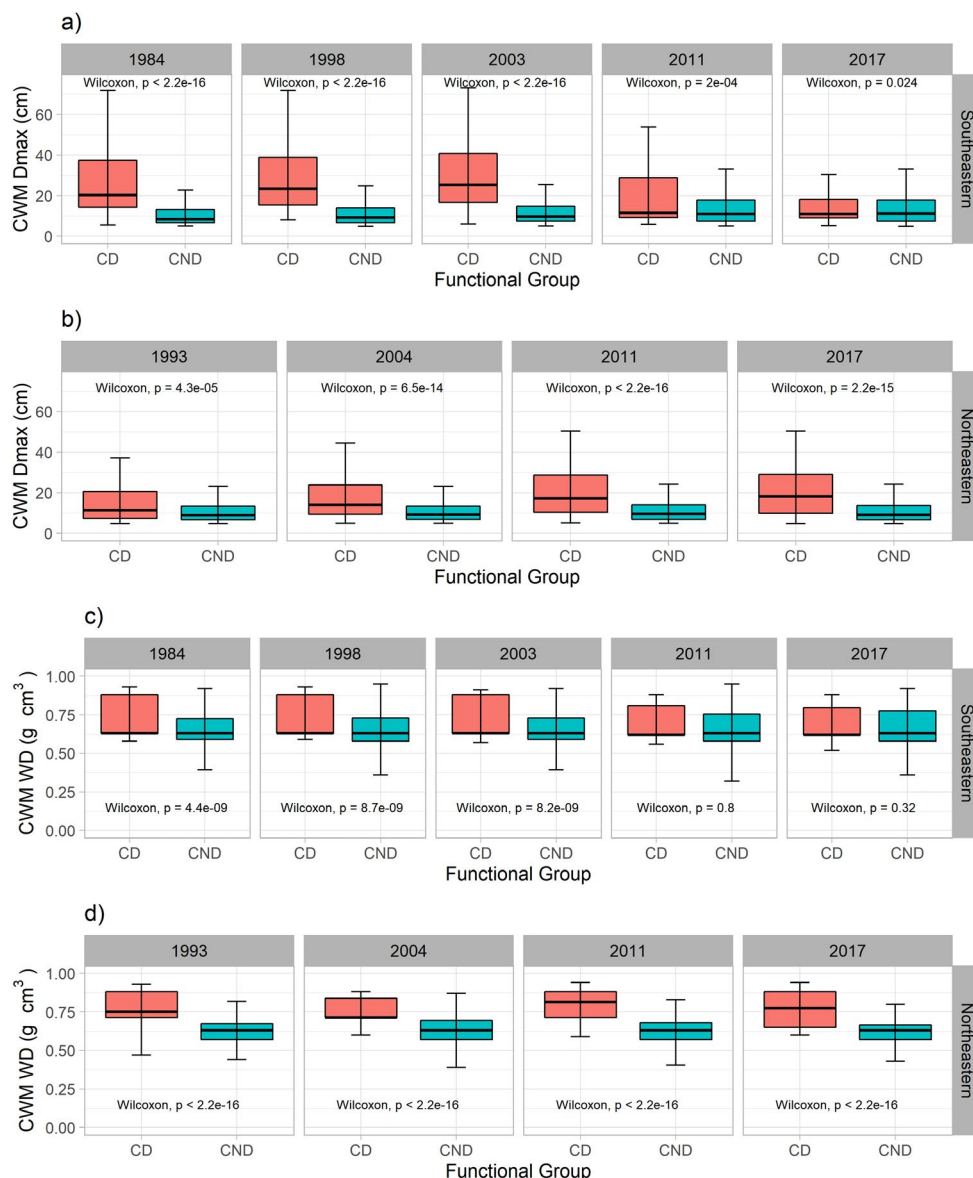 a)
1984 1998 2003 2011 2017
Wilcoxon, p < 2.2e-16 Wilcoxon, p < 2.2e-16 Wilcoxon, p < 2.2e-16 Wilcoxon, p = 2e-04 Wilcoxon, p = 0.024
CWM Dmax (cm)
60
40
20
0
Southeastern
CD CND CD CND CD CND CD CND CD CND
Functional Group
b)
1993 2004 2011 2017
Wilcoxon, p = 4.3e-05 Wilcoxon, p = 6.5e-14 Wilcoxon, p < 2.2e-16 Wilcoxon, p = 2.2e-15
CWM Dmax (cm)
60
40
20
0
Northeastern
CD CND CD CND CD CND CD CND
Functional Group
c)
1984 1998 2003 2011 2017
CWM WD (g cm³ )
1.00
0.75
0.50
0.25
0.00
Southeastern
Wilcoxon, p = 4.4e-09 Wilcoxon, p = 8.7e-09 Wilcoxon, p = 8.2e-09 Wilcoxon, p = 0.8 Wilcoxon, p = 0.32
CD CND CD CND CD CND CD CND CD CND
Functional Group
d)
1993 2004 2011 2017
CWM WD (g cm³ )
1.00
0.75
0.50
0.25
0.00
Northeastern
Wilcoxon, p < 2.2e-16 Wilcoxon, p < 2.2e-16 Wilcoxon, p < 2.2e-16 Wilcoxon, p < 2.2e-16
CD CND CD CND CD CND CD CND
Functional Group